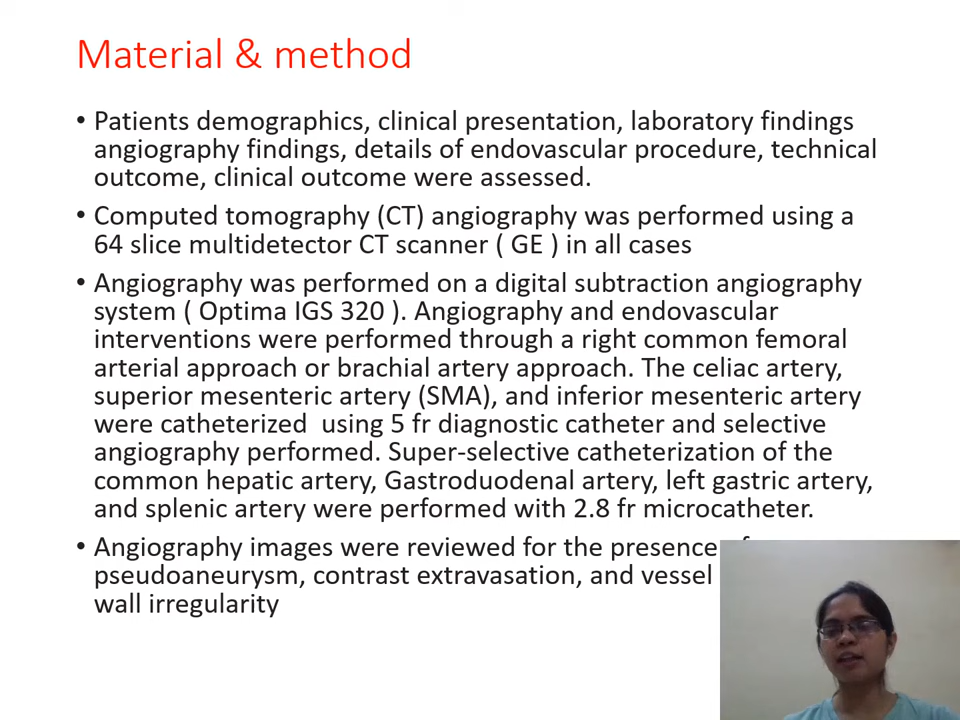 Material & method
• Patients demographics, clinical presentation, laboratory findings
angiography findings, details of endovascular procedure, technical
outcome, clinical outcome were assessed.
• Computed tomography (CT) angiography was performed using a
64 slice multidetector CT scanner ( GE ) in all cases
• Angiography was performed on a digital subtraction angiography
system ( Optima IGS 320 ). Angiography and endovascular
interventions were performed through a right common femoral
arterial approach or brachial artery approach. The celiac artery,
superior mesenteric artery (SMA), and inferior mesenteric artery
were catheterized  using 5 fr diagnostic catheter and selective
angiography performed. Super-selective catheterization of the
common hepatic artery, Gastroduodenal artery, left gastric artery,
and splenic artery were performed with 2.8 fr microcatheter.
• Angiography images were reviewed for the presence
pseudoaneurysm, contrast extravasation, and vessel
wall irregularity